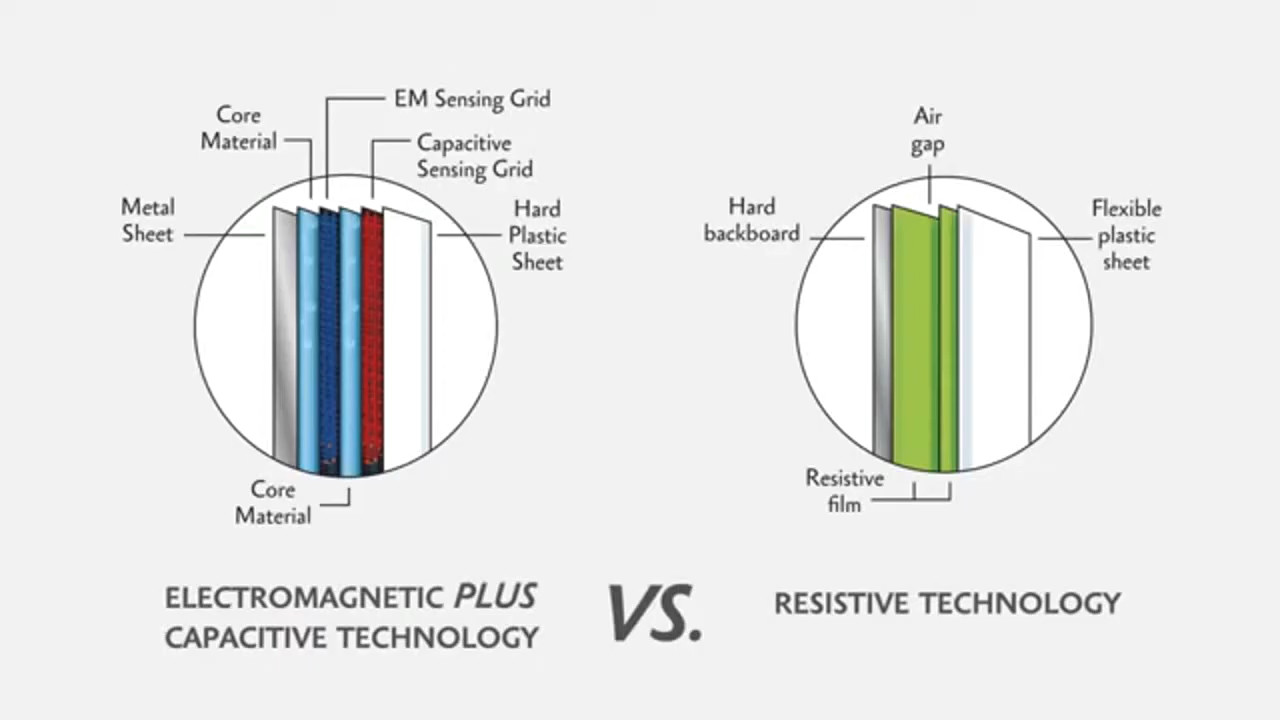 EM Sensing Grid
Core
Material
Capacitive
Sensing Grid
Metal
Sheet
Hard
Plastic
Sheet
Core
Material
ELECTROMAGNETIC PLUS
CAPACITIVE TECHNOLOGY
VS.
Air
gap
Hard
backboard
Flexible
plastic
sheet
Resistive
film
RESISTIVE TECHNOLOGY